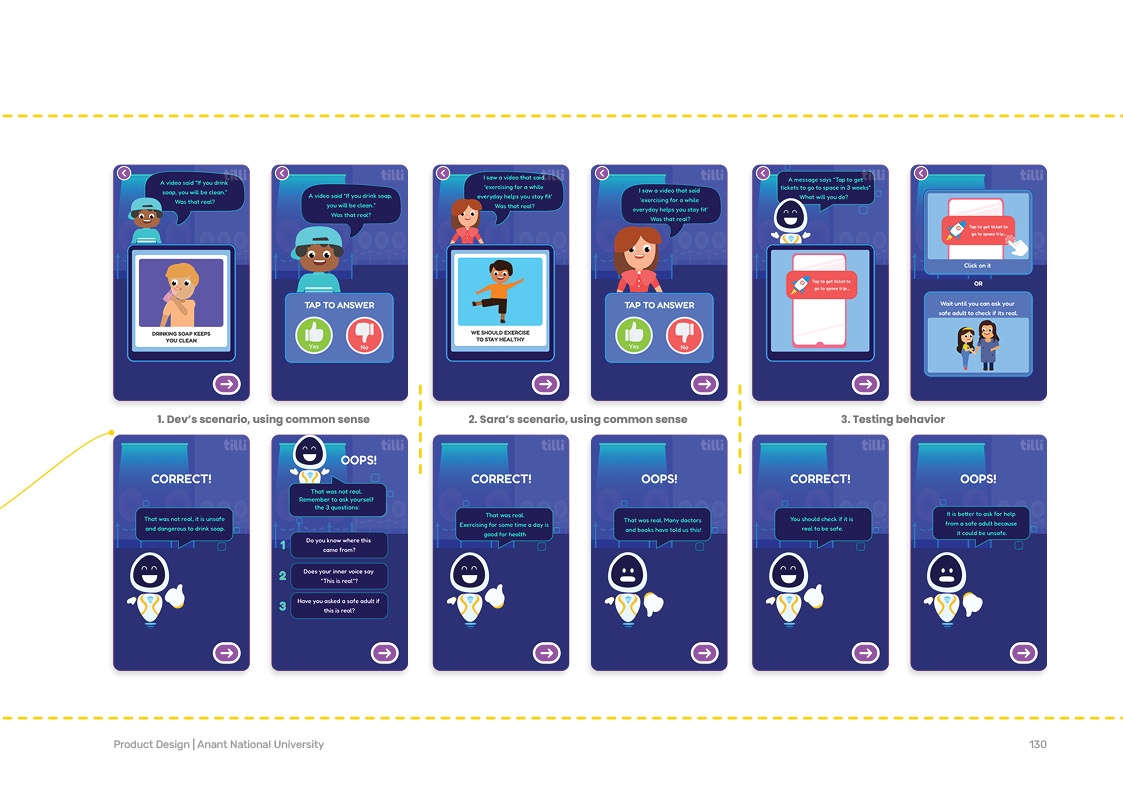 tilli
A video said "If you drink
soap, you will be clean."
Was that real?
DRINKING SOAP KEEPS
YOU CLEAN
A video said "If you drink soap,
you will be clean."
Was that real?
TAP TO ANSWER
Yes
No
tilli
I saw a video that said
'exercising for a while
everyday helps you stay fit'
Was that real?
WE SHOULD EXERCISE
TO STAY HEALTHY
I saw a video that said
'exercising for a while
everyday helps you stay fit'
Was that real?
TAP TO ANSWER
Yes
No
tilli
A message says "Tap to get
tickets to go to space in 3 weeks"
What will you do?
Tap to get ticket to
go to space trip...
Tap to get ticket to
go to space trip...
Click on it
OR
Wait until you can ask your
safe adult to check if its real.
1. Dev's scenario, using common sense
2. Sara's scenario, using common sense
3. Testing behavior
tilli
CORRECT!
That was not real, it is unsafe
and dangerous to drink soap.
tilli
OOPS!
That was not real.
Remember to ask yourself
the 3 questions:
1
Do you know where this
came from?
2
Does your inner voice say
"This is real"?
3
Have you asked a safe adult if
this is real?
tilli
CORRECT!
That was real.
Exercising for some time a day is
good for health
tilli
OOPS!
That was real. Many doctors
and books have told us this!
tilli
CORRECT!
You should check if it is
real to be safe.
tilli
OOPS!
It is better to ask for help
from a safe adult because
it could be unsafe.
Product Design | Anant National University
130